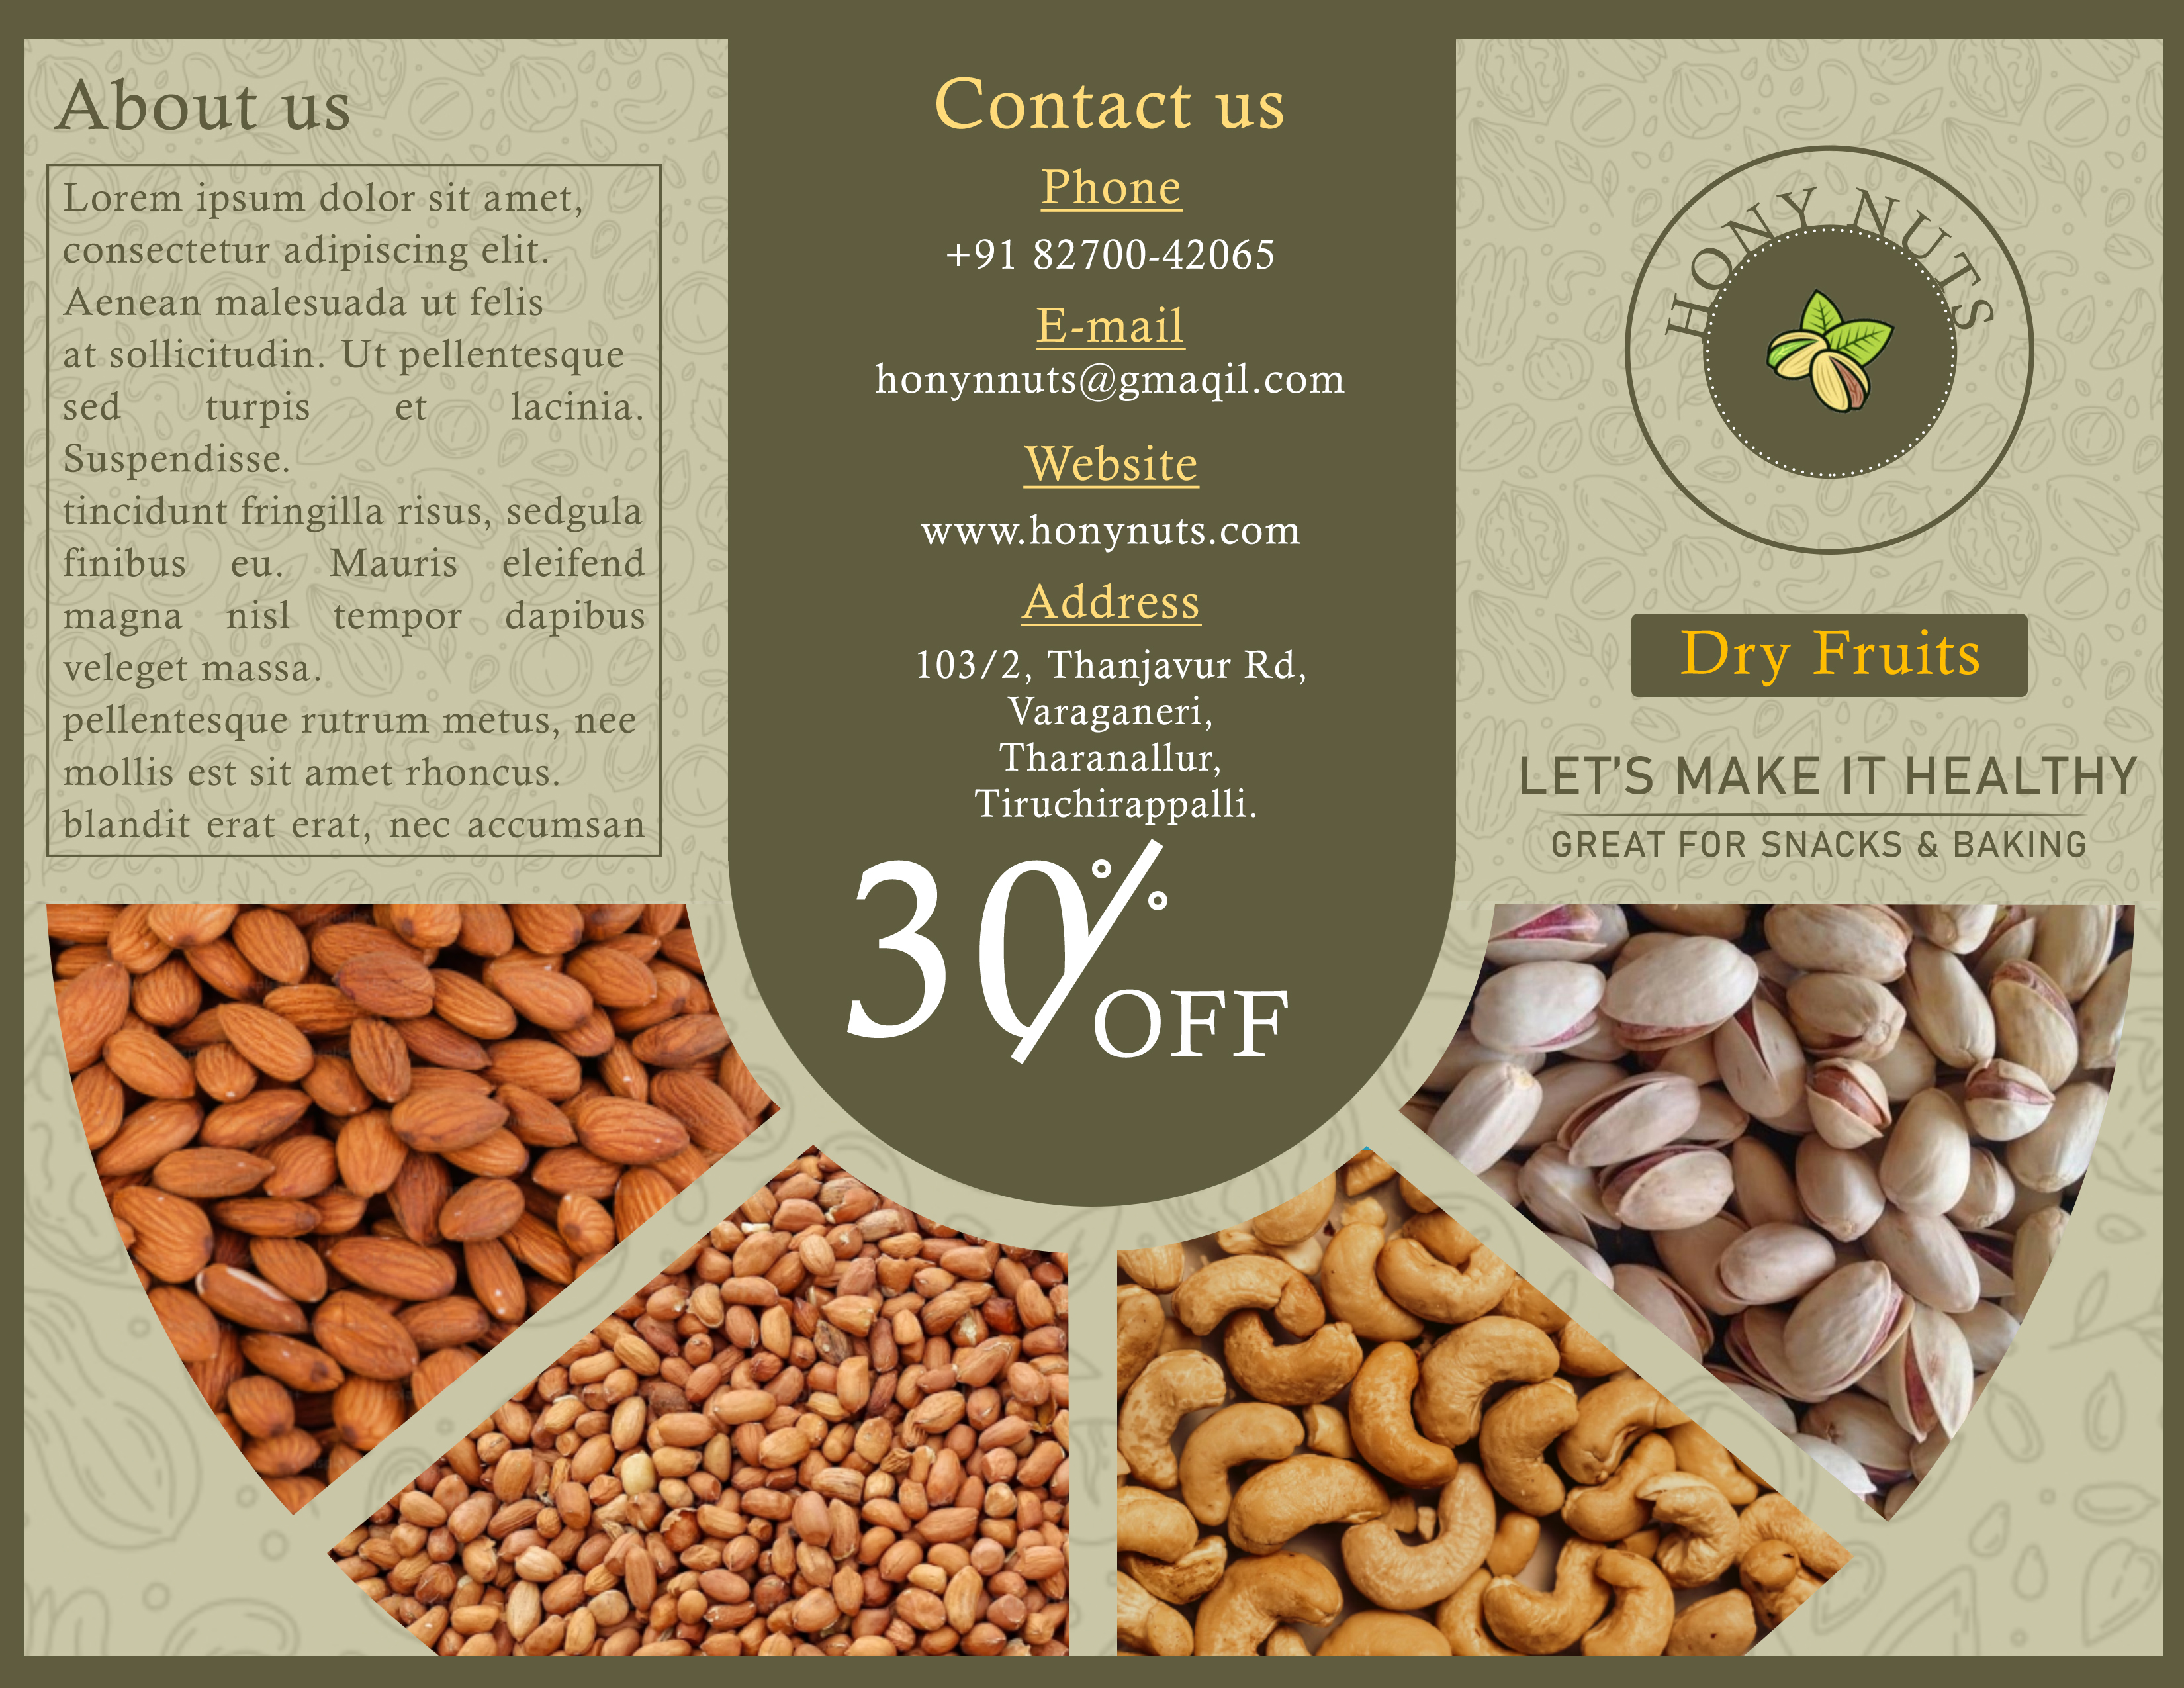 About us
Lorem ipsum dolor sit amet,
consectetur adipiscing elit.
Aenean malesuada ut felis
at sollicitudin. Ut pellentesque
sed turpis et lacinia.
Suspendisse.
tincidunt fringilla risus, sedgula
finibus eu. Mauris eleifend
magna nisl tempor dapibus
veleget massa.
pellentesque rutrum metus, nee
mollis est sit amet rhoncus.
blandit erat erat, nec accumsan
Contact us
Phone
+91 82700-42065
E-mail
honynnuts@gmaqil.com
Website
www.honynuts.com
Address
103/2, Thanjavur Rd,
Varaganeri,
Tharanallur,
Tiruchirappalli.
30%
OFF
HONY NUTS
Dry Fruits
LET'S MAKE IT HEALTHY
GREAT FOR SNACKS & BAKING